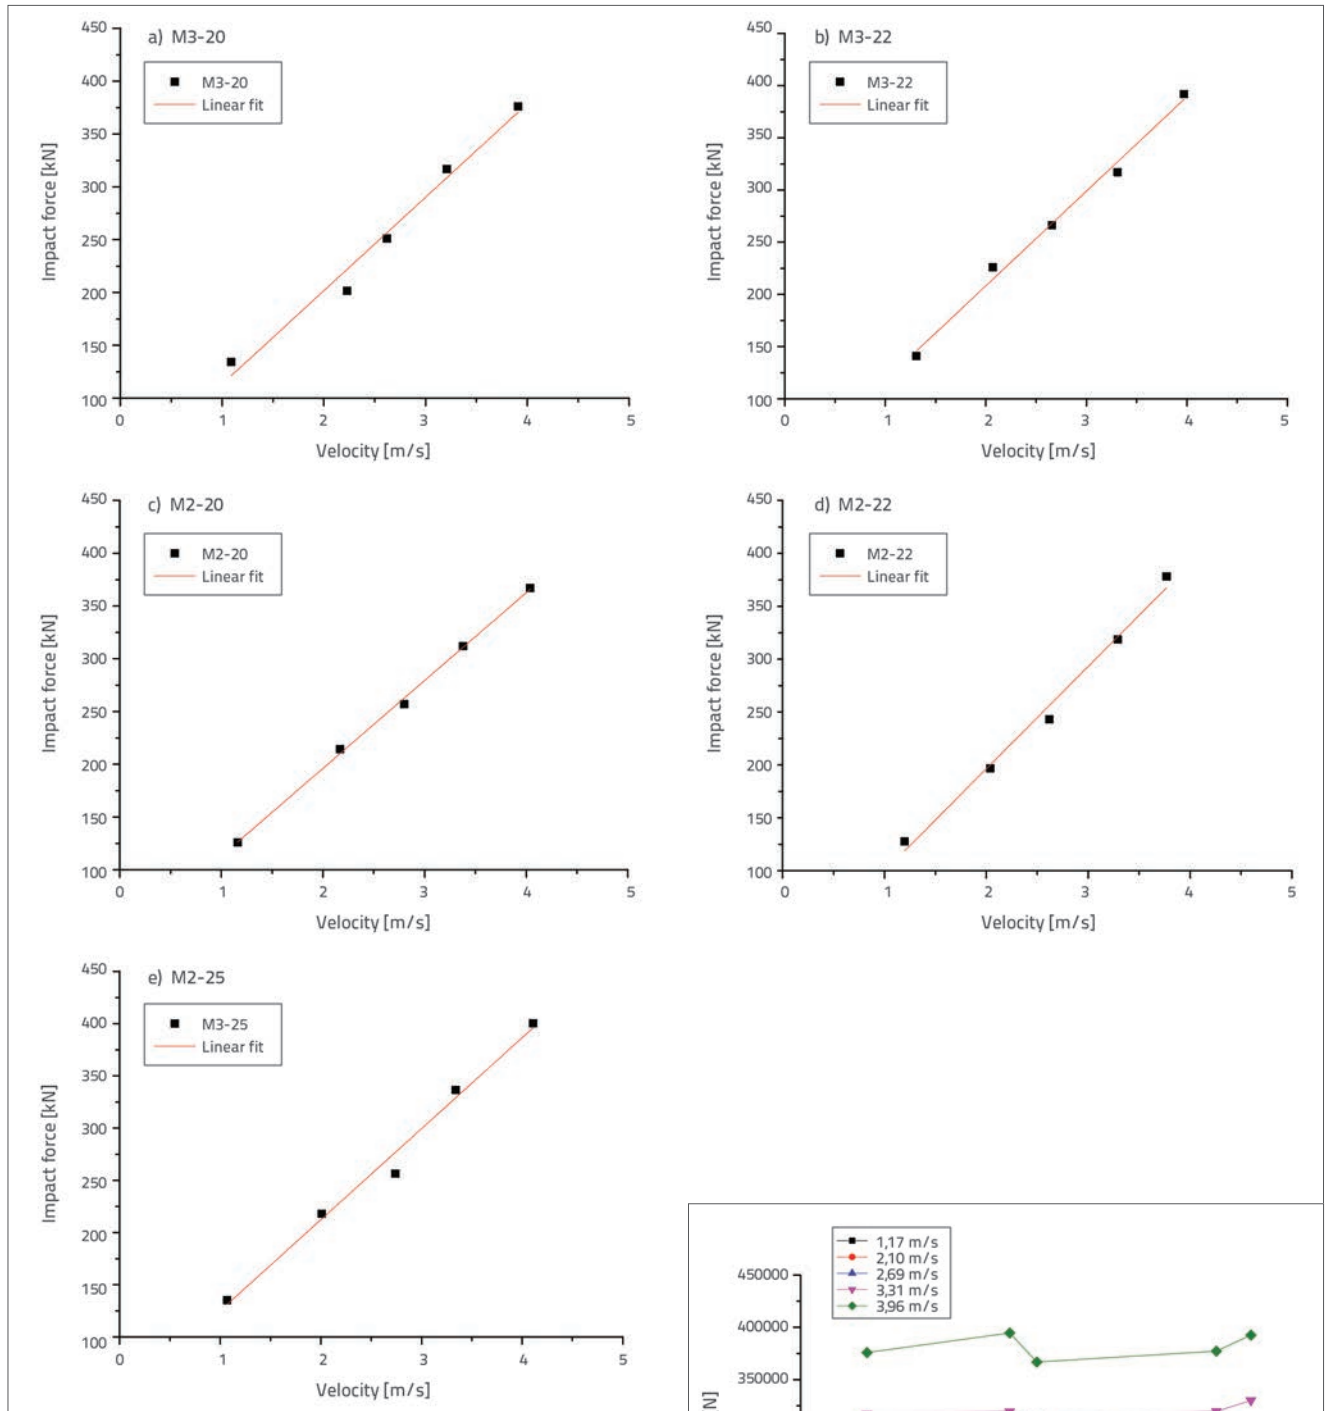 a) M3-20
M3-20
Linear fit
Impact force [kN]
450
400
350
300
250
200
150
100
0 1 2 3 4 5
Velocity [m/s]
b) M3-22
M3-22
Linear fit
Impact force [kN]
450
400
350
300
250
200
150
100
0 1 2 3 4 5
Velocity [m/s]
c) M2-20
M2-20
Linear fit
Impact force [kN]
450
400
350
300
250
200
150
100
0 1 2 3 4 5
Velocity [m/s]
d) M2-22
M2-22
Linear fit
Impact force [kN]
450
400
350
300
250
200
150
100
0 1 2 3 4 5
Velocity [m/s]
e) M2-25
M3-25
Linear fit
Impact force [kN]
450
400
350
300
250
200
150
100
0 1 2 3 4 5
Velocity [m/s]
1,17 m/s
2,10 m/s
2,69 m/s
3,31 m/s
3,96 m/s
450000
400000
350000
N]